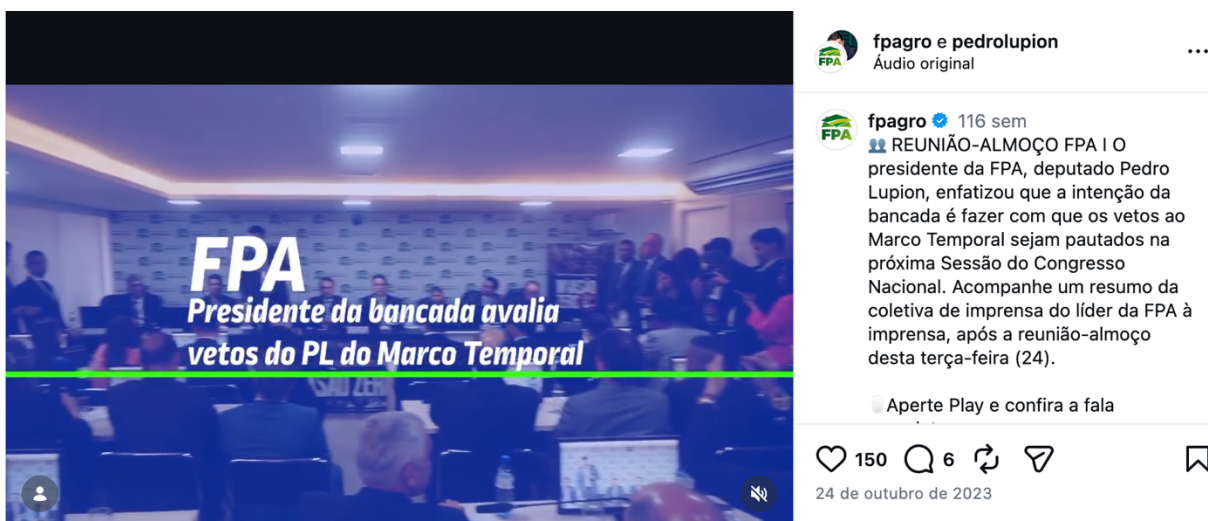 FPA
Presidente da bancada avalia
vetos do PL do Marco Temporal
fpagro e pedrolupion
Áudio original
FPA
fpagro 116 sem
FPA
REUNIÃO-ALMOÇO FPA I O
presidente da FPA, deputado Pedro
Lupion, enfatizou que a intenção da
bancada é fazer com que os vetos ao
Marco Temporal sejam pautados na
próxima Sessão do Congresso
Nacional. Acompanhe um resumo da
coletiva de imprensa do líder da FPA à
imprensa, após a reunião-almoço
desta terça-feira (24).
Aperte Play e confira a fala
150 6
24 de outubro de 2023